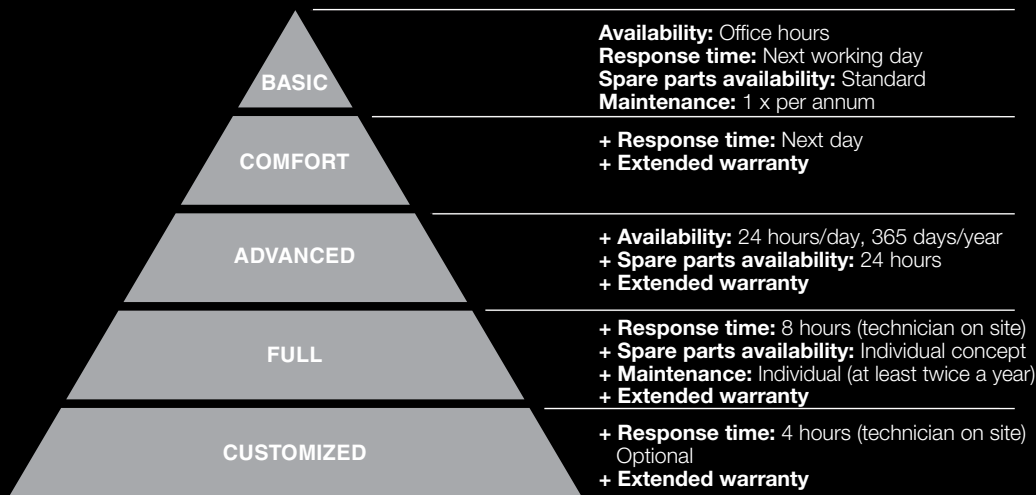 BASIC
Availability: Office hours
Response time: Next working day
Spare parts availability: Standard
Maintenance: 1 x per annum
COMFORT
+ Response time: Next day
+ Extended warranty
ADVANCED
+ Availability: 24 hours/day, 365 days/year
+ Spare parts availability: 24 hours
+ Extended warranty
FULL
+ Response time: 8 hours (technician on site)
+ Spare parts availability: Individual concept
+ Maintenance: Individual (at least twice a year)
+ Extended warranty
CUSTOMIZED
+ Response time: 4 hours (technician on site)
Optional
+ Extended warranty